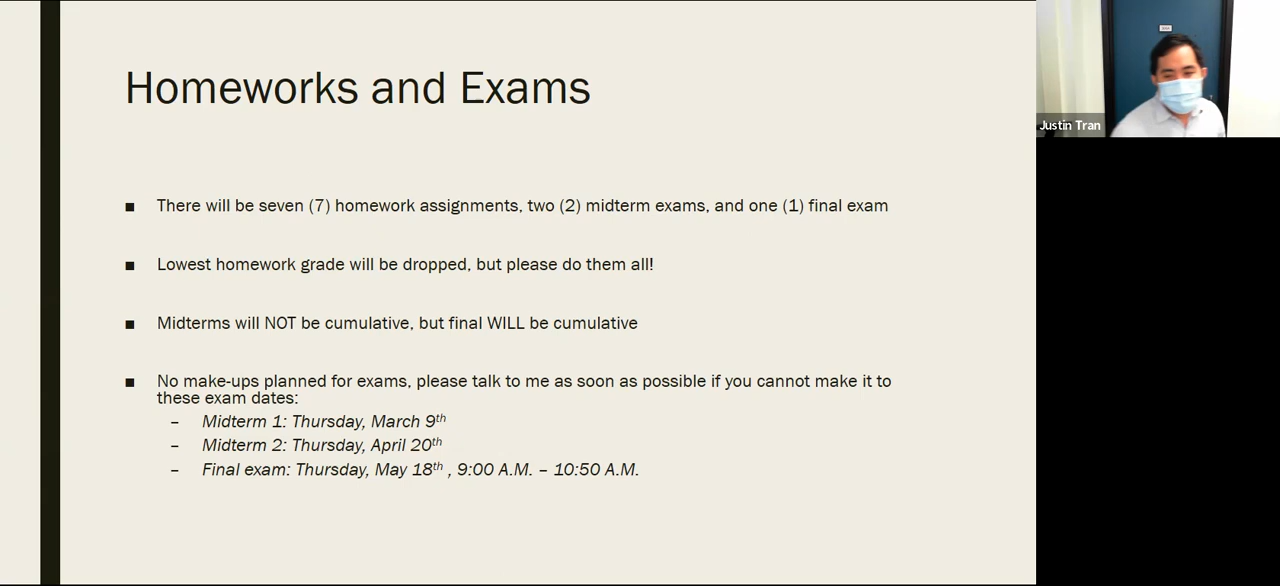 Homeworks and Exams
■ There will be seven (7) homework assignments, two (2) midterm exams, and one (1) final exam
■ Lowest homework grade will be dropped, but please do them all!
■ Midterms will NOT be cumulative, but final WILL be cumulative
■ No make-ups planned for exams, please talk to me as soon as possible if you cannot make it to
these exam dates:
– Midterm 1: Thursday, March 9th
– Midterm 2: Thursday, April 20th
– Final exam: Thursday, May 18th , 9:00 A.M. – 10:50 A.M.
Justin Tran